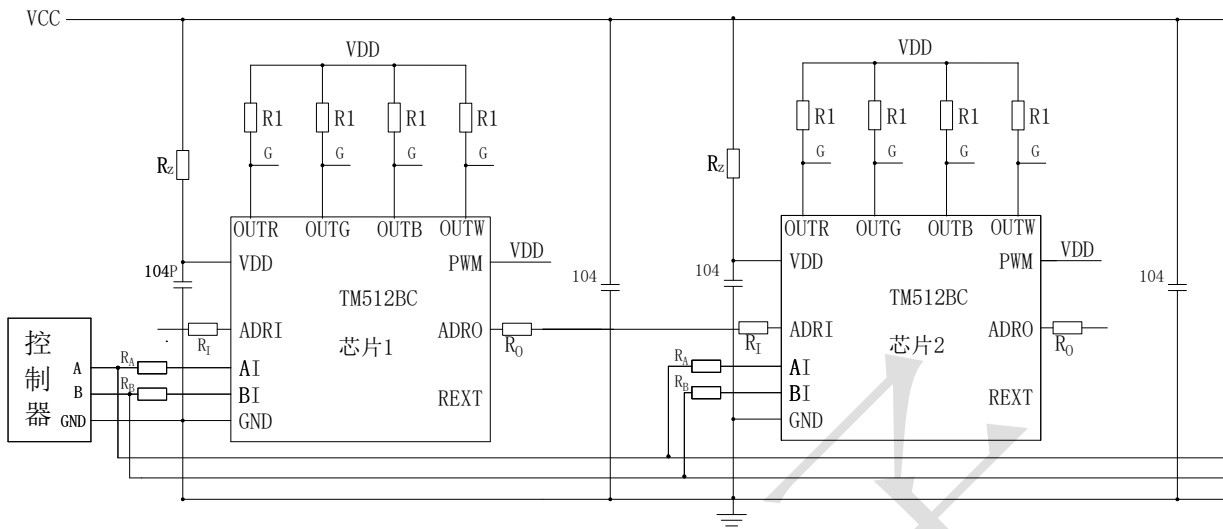 VCC
VDD
VDD
R1 R1 R1 R1
R1 R1 R1 R1
G G G G
G G G G
RZ
RZ
OUTR OUTG OUTB OUTW
OUTR OUTG OUTB OUTW
VDD PWM VDD
VDD PWM VDD
104P
104
104
104
TM512BC
TM512BC
ADRI ADRO
ADRI ADRO
RI
RO
RI
RO
芯片1
芯片2
控制器
A
B
GND
RA
RB
RA
RB
AI
BI
GND
REXT
AI
BI
GND
REXT